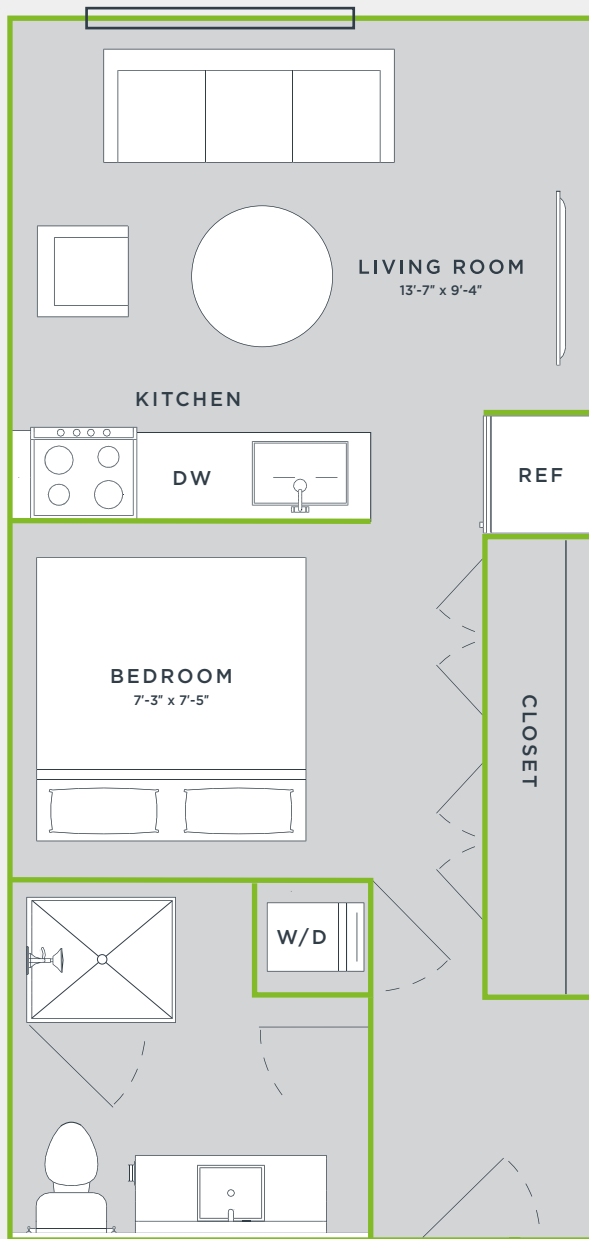 LIVING ROOM
13'-7" x 9'-4"
KITCHEN
DW
REF
BEDROOM
7'-3" x 7'-5"
CLOSET
W/D